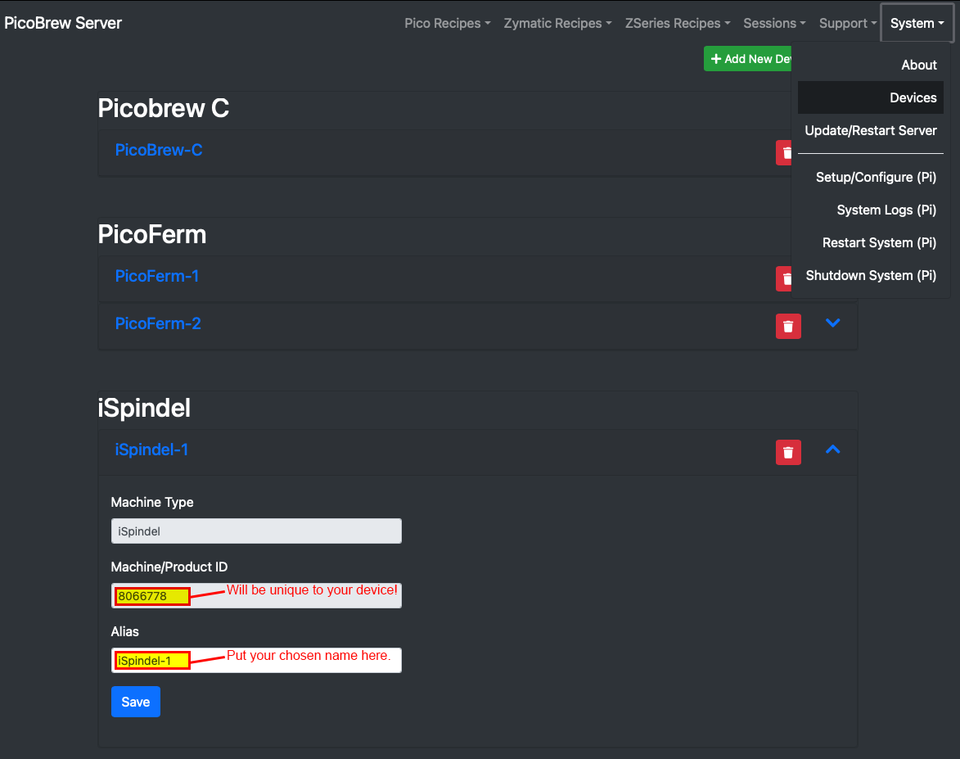 PicoBrew Server
Pico Recipes
Zymatic Recipes
ZSeries Recipes
Sessions
Support
System
About
Devices
Update/Restart Server
Setup/Configure (Pi)
System Logs (Pi)
Restart System (Pi)
Shutdown System (Pi)
Add New Dev
Picobrew C
PicoBrew-C
PicoFerm
PicoFerm-1
PicoFerm-2
iSpindel
iSpindel-1
Machine Type
iSpindel
Machine/Product ID
8066778
Will be unique to your device!
Alias
iSpindel-1
Put your chosen name here.
Save